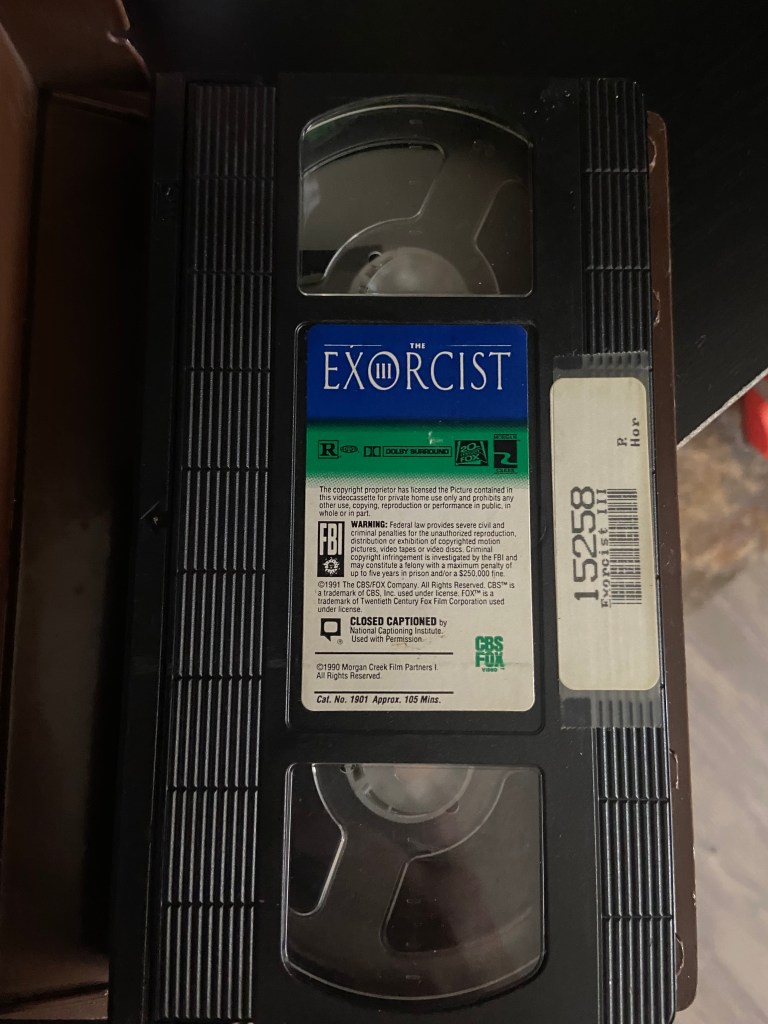 THE
EXORCIST
III
R
DOLBY SURROUND
20
FOX
The copyright proprietor has licensed the Picture contained in
this videocassette for private home use only and prohibits any
other use, copying, reproduction or performance in public, in
whole or in part.
FBI
WARNING: Federal law provides severe civil and
criminal penalties for the unauthorized reproduction,
distribution or exhibition of copyrighted motion
pictures, video tapes or video discs. Criminal
copyright infringement is investigated by the FBI and
may constitute a felony with a maximum penalty of
up to five years in prison and/or a $250,000 fine.
©1991 The CBS/FOX Company. All Rights Reserved. CBS™ is
a trademark of CBS, Inc. used under license. FOX™ is a
trademark of Twentieth Century Fox Film Corporation used
under license.
CLOSED CAPTIONED by
National Captioning Institute.
Used with Permission.
®
CBS
FOX
VIDEO™
©1990 Morgan Creek Film Partners I.
All Rights Reserved.
Cat. No. 1901 Approx. 105 Mins.
R
Hor
15258
Exorcist III